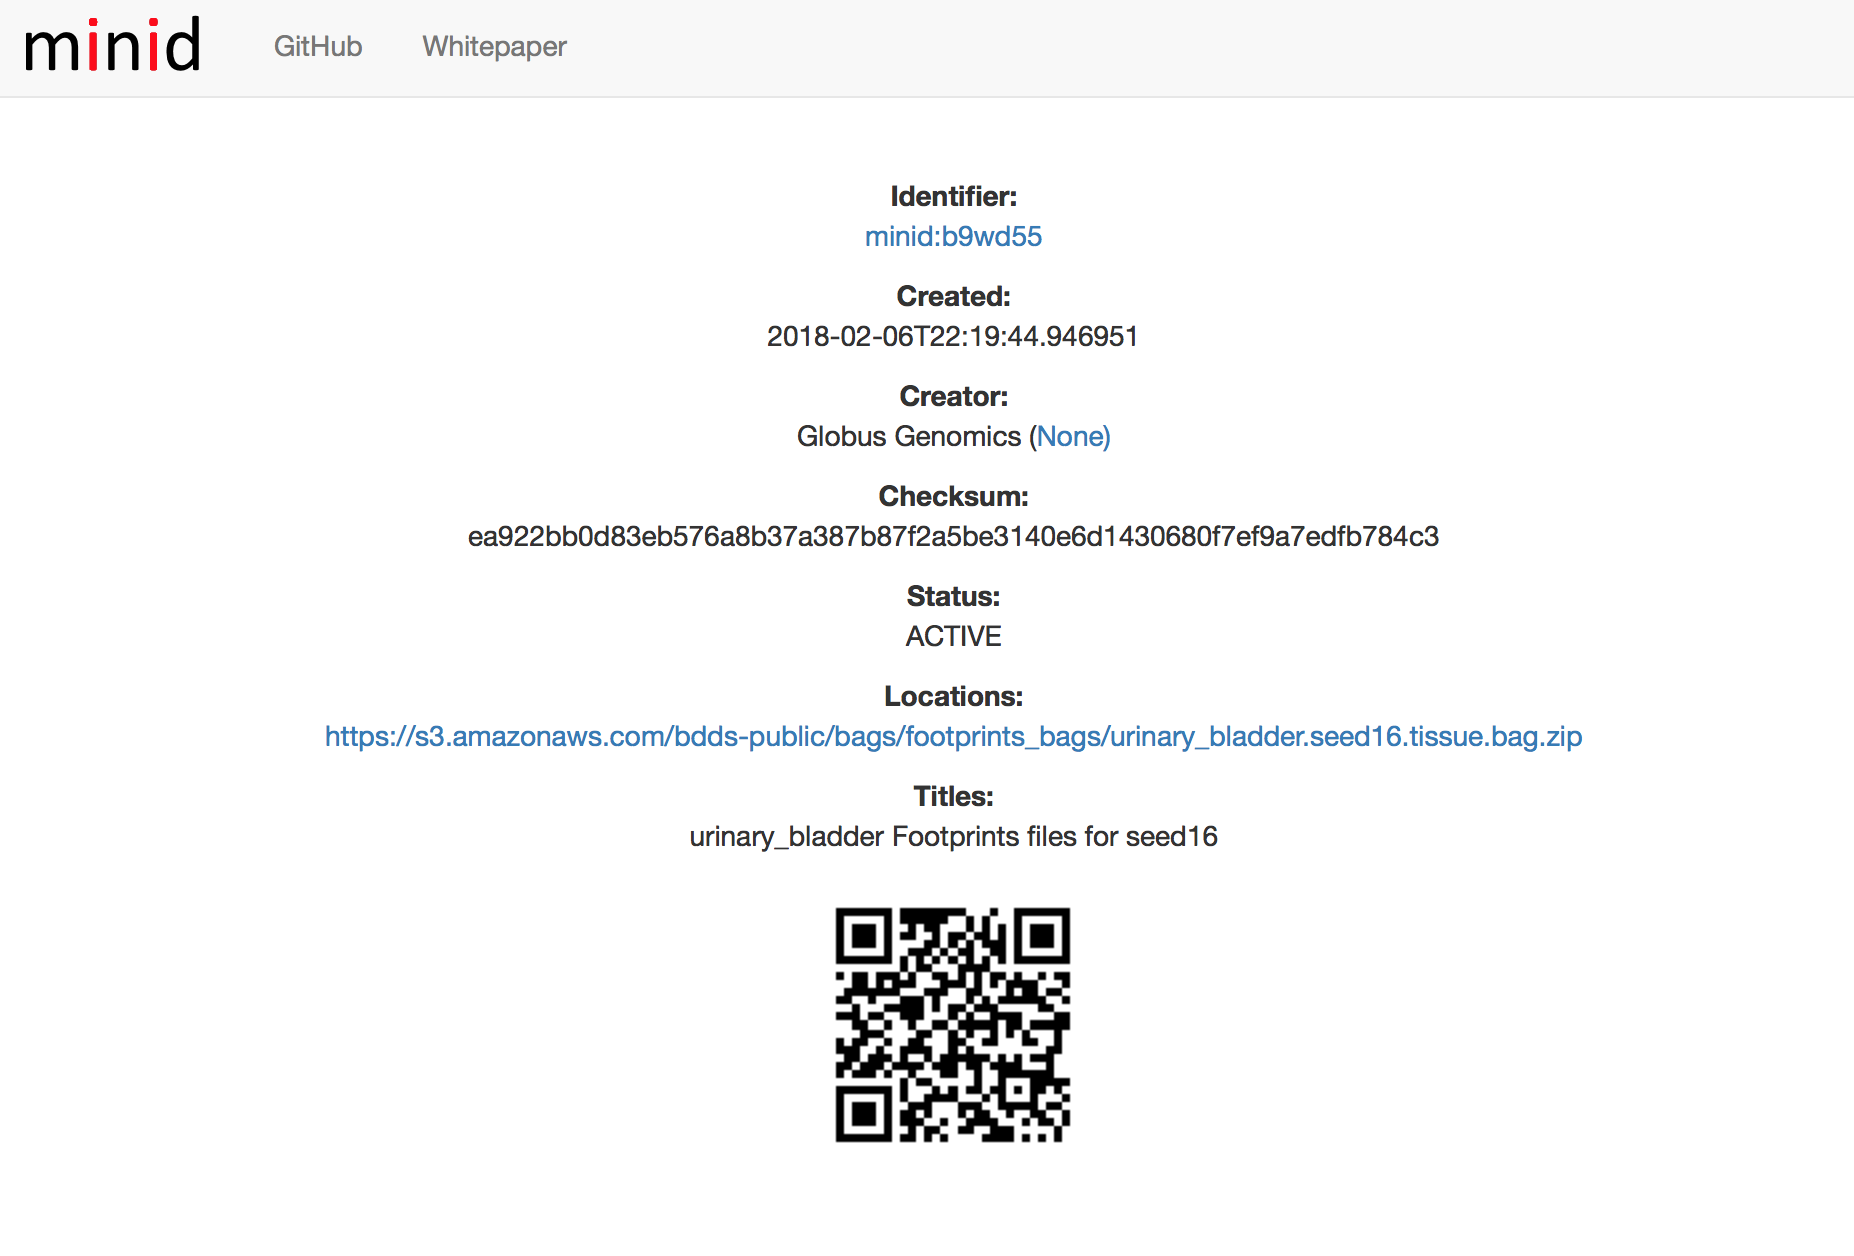 minid GitHub Whitepaper
Identifier:
minid:b9wd55
Created:
2018-02-06T22:19:44.946951
Creator:
Globus Genomics (None)
Checksum:
ea922bb0d83eb576a8b37a387b87f2a5be3140e6d1430680f7ef9a7edfb784c3
Status:
ACTIVE
Locations:
https://s3.amazonaws.com/bdds-public/bags/footprints_bags/urinary_bladder.seed16.tissue.bag.zip
Titles:
urinary_bladder Footprints files for seed16